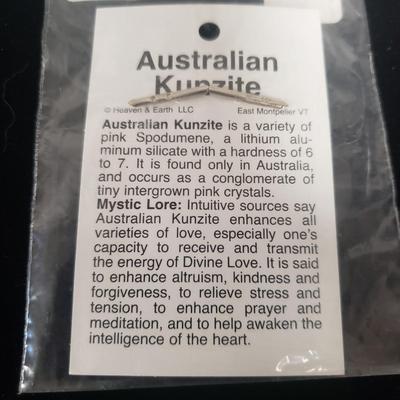 Australian
Kunzite
© Heaven & Earth LLC East Montpelier VT
Australian Kunzite is a variety of
pink Spodumene, a lithium alu-
minum silicate with a hardness of 6
to 7. It is found only in Australia,
and occurs as a conglomerate of
tiny intergrown pink crystals.
Mystic Lore: Intuitive sources say
Australian Kunzite enhances all
varieties of love, especially one's
capacity to receive and transmit
the energy of Divine Love. It is said
to enhance altruism, kindness and
forgiveness, to relieve stress and
tension, to enhance prayer and
meditation, and to help awaken the
intelligence of the heart.